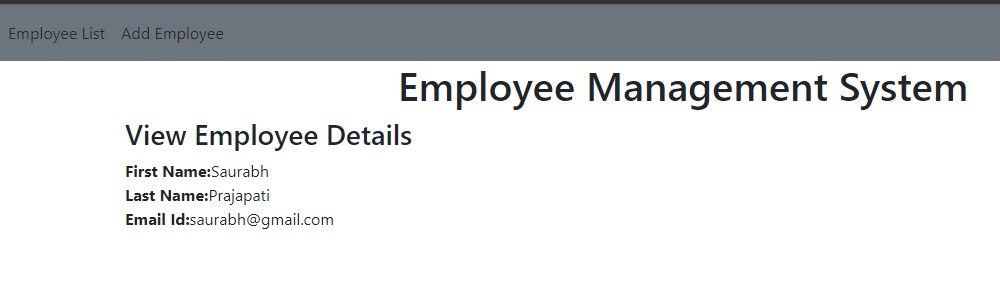 Employee List Add Employee
Employee Management System
View Employee Details
First Name:Saurabh
Last Name:Prajapati
Email Id:saurabh@gmail.com